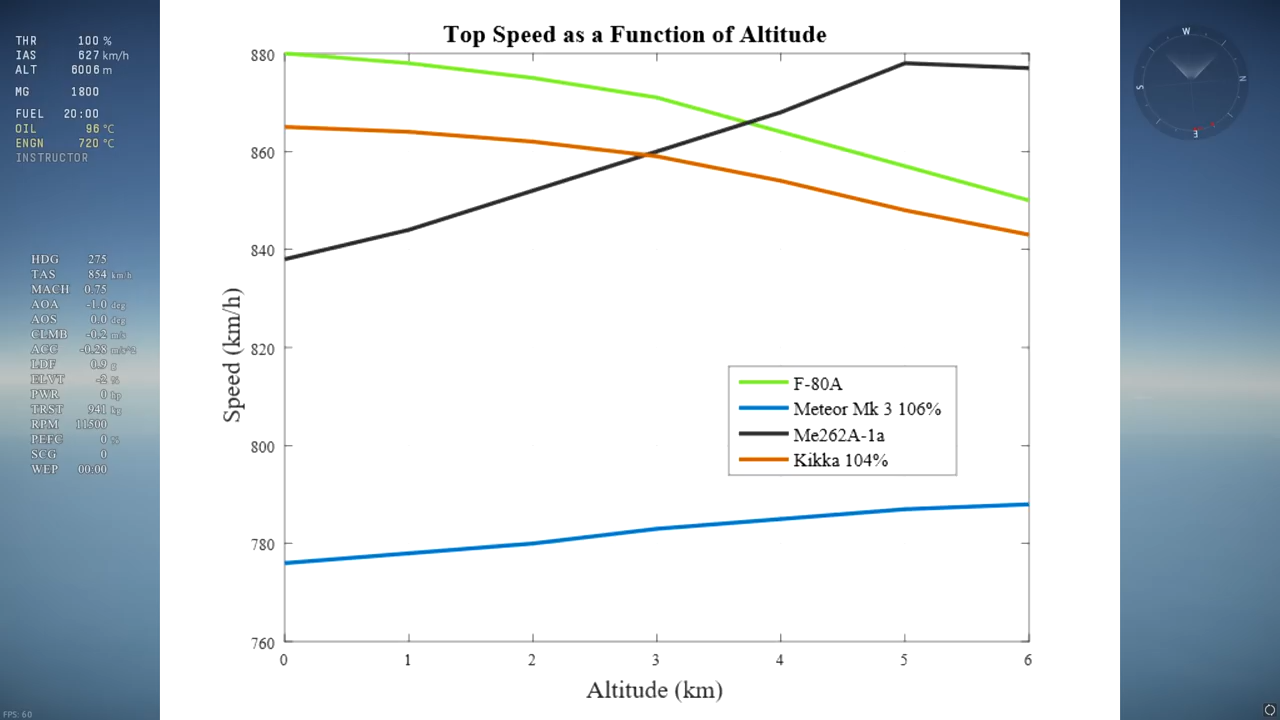 Top Speed as a Function of Altitude
THR 100 %
IAS 627 km/h
ALT 6006 m
MG 1800
FUEL 20:00
OIL 96 °C
ENGN 720 °C
INSTRUCTOR
HDG 275
TAS 854 km/h
MACH 0.75
AOA -1.0 deg
AOS 0.0 deg
CLMB -0.2 m/s
ACC -0.28 m/s^2
LDF 0.9 g
ELVT -2 %
PWR 0 hp
TRST 941 kg
RPM 11500
PEFC 0 %
SCG 0
WEP 00:00
FPS: 60
880
860
840
820
800
780
760
Speed (km/h)
F-80A
Meteor Mk 3 106%
Me262A-1a
Kikka 104%
0 1 2 3 4 5 6
Altitude (km)
W
N
S
E